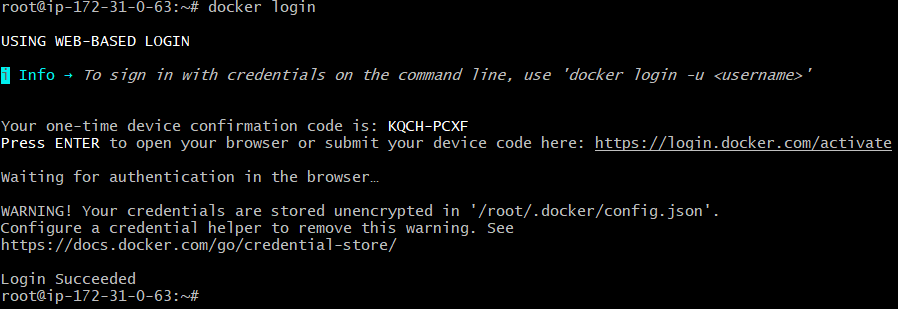 root@ip-172-31-0-63:~# docker login
USING WEB-BASED LOGIN
i Info → To sign in with credentials on the command line, use 'docker login -u <username>'
Your one-time device confirmation code is: KQCH-PCXF
Press ENTER to open your browser or submit your device code here: https://login.docker.com/activate
Waiting for authentication in the browser…
WARNING! Your credentials are stored unencrypted in '/root/.docker/config.json'.
Configure a credential helper to remove this warning. See
https://docs.docker.com/go/credential-store/
Login Succeeded
root@ip-172-31-0-63:~#